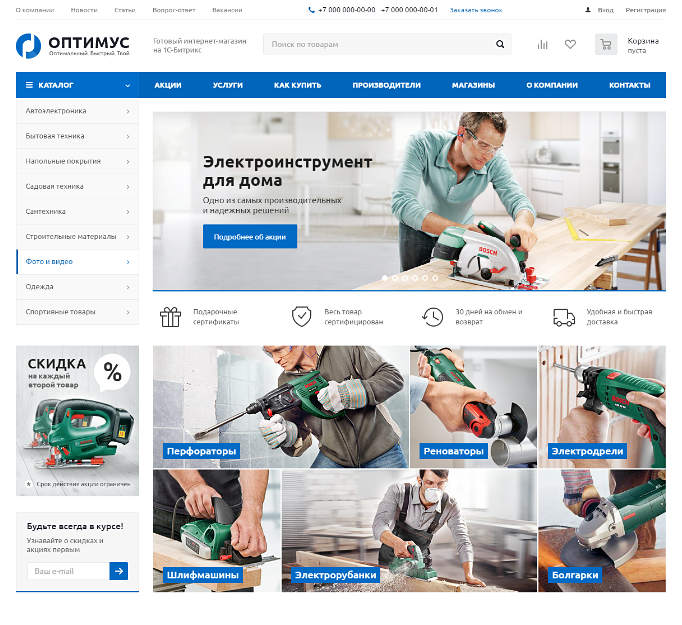 О компании Новости Статьи Вопрос-ответ Вакансии +7 000 000-00-00 +7 000 000-00-01 Заказать звонок Вход Регистрация
ОПТИМУС
Оптимальный. Быстрый. Твой
Готовый интернет-магазин
на 1С-Битрикс
Поиск по товарам
Корзина
пуста
КАТАЛОГ АКЦИИ УСЛУГИ КАК КУПИТЬ ПРОИЗВОДИТЕЛИ МАГАЗИНЫ О КОМПАНИИ КОНТАКТЫ
Автоэлектроника
Бытовая техника
Напольные покрытия
Садовая техника
Сантехника
Строительные материалы
Фото и видео
Одежда
Спортивные товары
Электроинструмент
для дома
Одно из самых производительных
и надежных решений
Подробнее об акции
BOSCH
Подарочные
сертификаты
Весь товар
сертифицирован
30 дней на обмен и
возврат
Удобная и быстрая
доставка
СКИДКА
на каждый
второй товар
%
* Срок действия акции ограничен
Перфораторы
Реноваторы
Электродрели
Шлифмашины
Электрорубанки
Болгарки
Будьте всегда в курсе!
Узнавайте о скидках и
акциях первым
Ваш e-mail